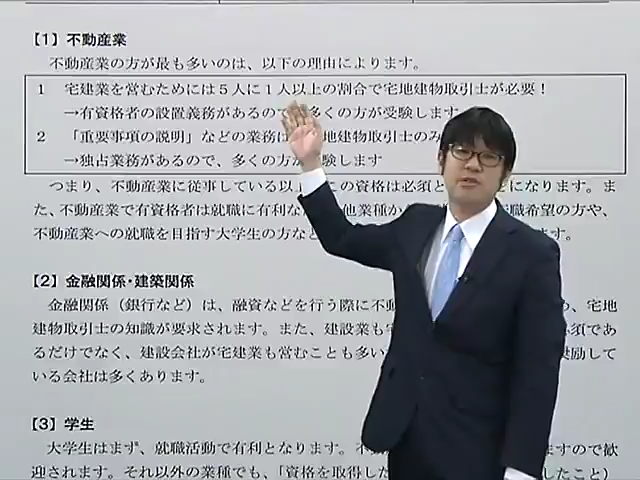 【1】不動産業
不動産業の方が最も多いのは、以下の理由によります。
1 宅建業を営むためには5人に1人以上の割合で宅地建物取引士が必要！
→有資格者の設置義務があるので 多くの方が受験します
2 「重要事項の説明」などの業務は 地建物取引士のみ
→独占業務があるので、多くの方が 験します
つまり、不動産業に従事している以 この資格は必須と になります。ま
た、不動産業で有資格者は就職に有利な 他業種か 職希望の方や、
不動産業への就職を目指す大学生の方な す。
【2】金融関係・建築関係
金融関係（銀行など）は、融資などを行う際に不動 め、宅地
建物取引士の知識が要求されます。また、建設業も宅 必須であ
るだけでなく、建設会社が宅建業も営むことも多い 奨励して
いる会社は多くあります。
【3】学生
大学生はまず、就職活動で有利となります。不動 ますので歓
迎されます。それ以外の業種でも、「資格を取得した したこと）